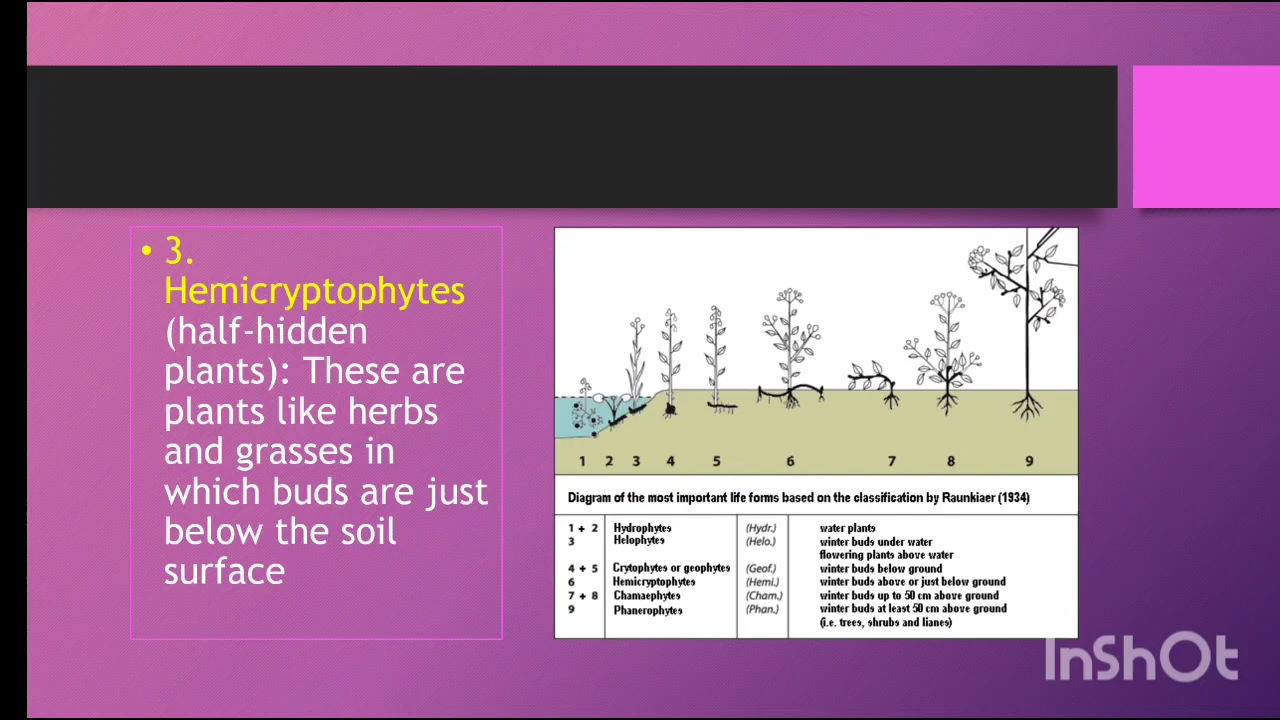 • 3.
Hemicryptophytes
(half-hidden
plants): These are
plants like herbs
and grasses in
which buds are just
below the soil
surface
1 2 3 4 5 6 7 8 9
Diagram of the most important life forms based on the classification by Raunkiaer (1934)
1 + 2 Hydrophytes (Hydr.) water plants
3 Helophytes (Helo.) winter buds under water
flowering plants above water
4 + 5 Crytophytes or geophytes (Geof.) winter buds below ground
6 Hemicryptophytes (Hemi.) winter buds above or just below ground
7 + 8 Chamaephytes (Cham.) winter buds up to 50 cm above ground
9 Phanerophytes (Phan.) winter buds at least 50 cm above ground
(i.e. trees, shrubs and lianes)
InShOt